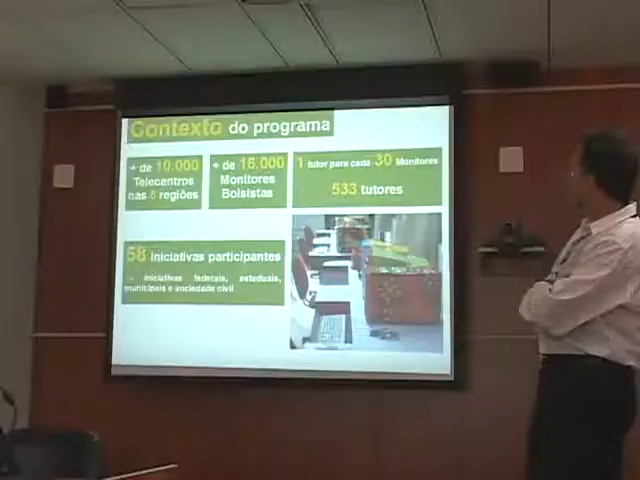 Contexto do programa
+ de 10.000
Telecentros
nas 5 regiões
+ de 16.000
Monitores
Bolsistas
1 tutor para cada 30 Monitores
533 tutores
58 iniciativas participantes
– iniciativas federais, estaduais,
municipais e sociedade civil